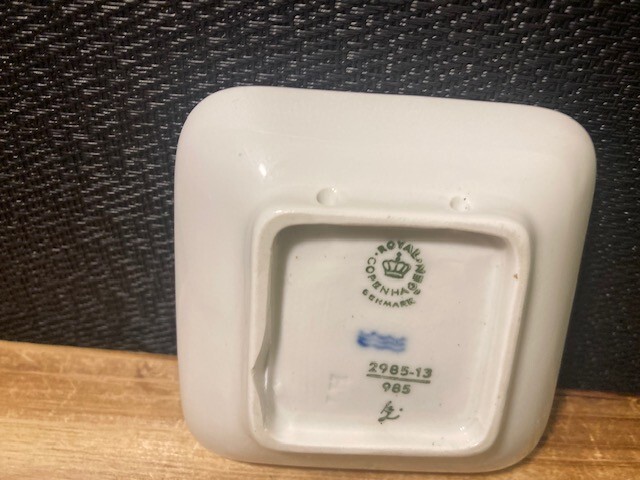 ROYAL
COPENHAGEN
DENMARK
2985-13
985